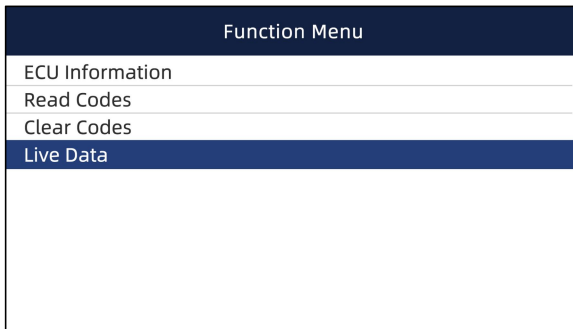 Function Menu
ECU Information
Read Codes
Clear Codes
Live Data